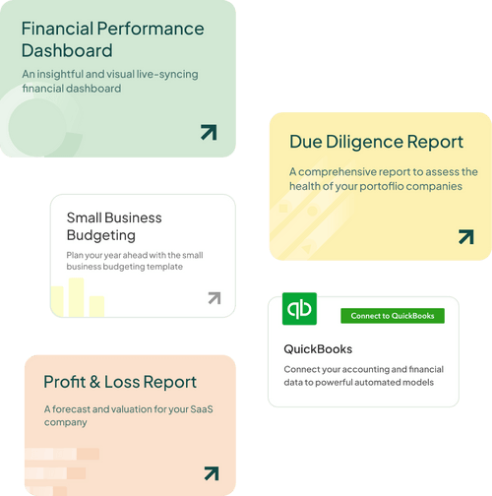 Financial Performance
Dashboard
An insightful and visual live-syncing
financial dashboard
Due Diligence Report
A comprehensive report to assess the
health of your portoflio companies
Small Business
Budgeting
Plan your year ahead with the small
business budgeting template
qb
Connect to QuickBooks
QuickBooks
Connect your accounting and financial
data to powerful automated models
Profit & Loss Report
A forecast and valuation for your SaaS
company